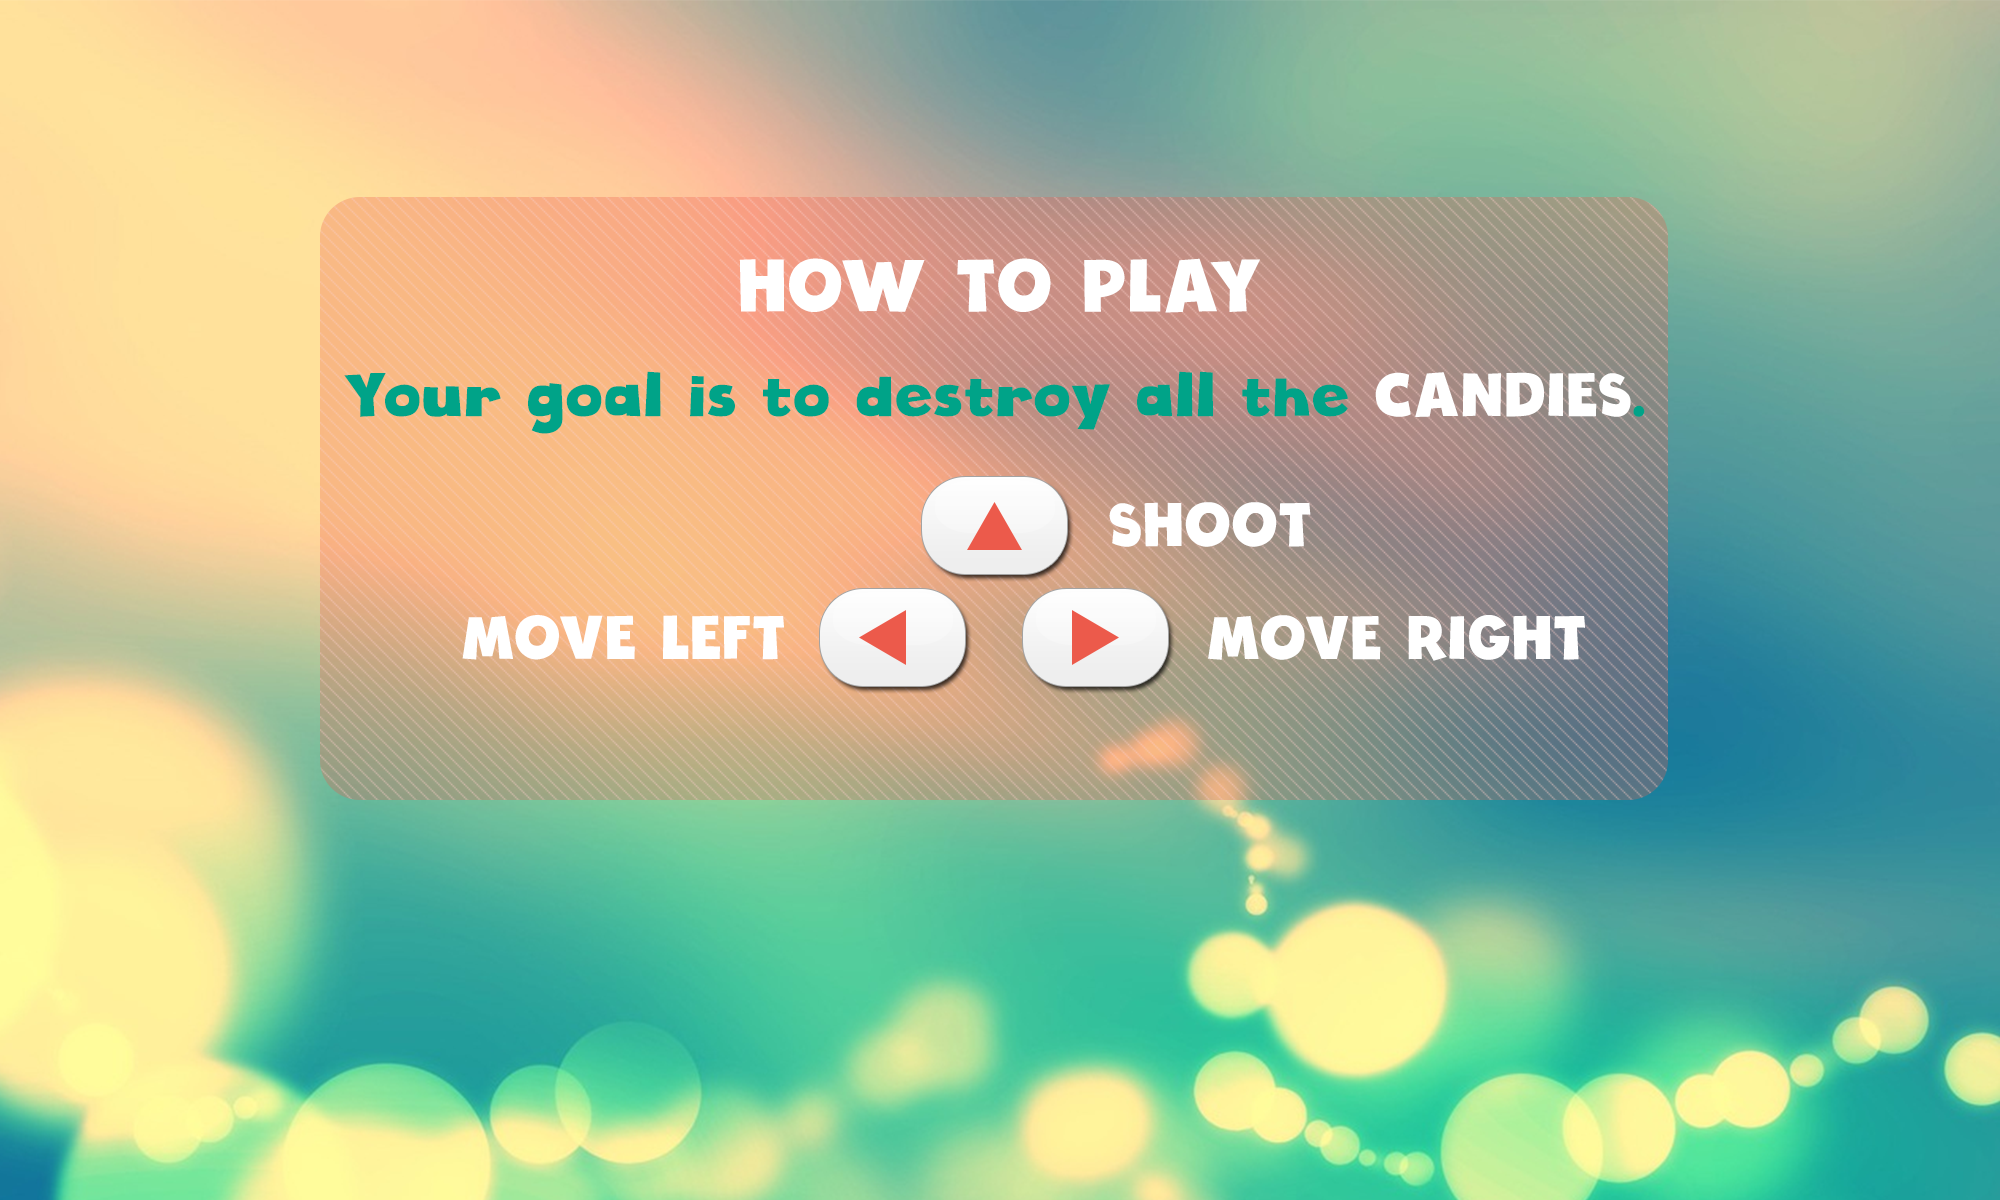 HOW TO PLAY
Your goal is to destroy all the CANDIES.
SHOOT
MOVE LEFT MOVE RIGHT